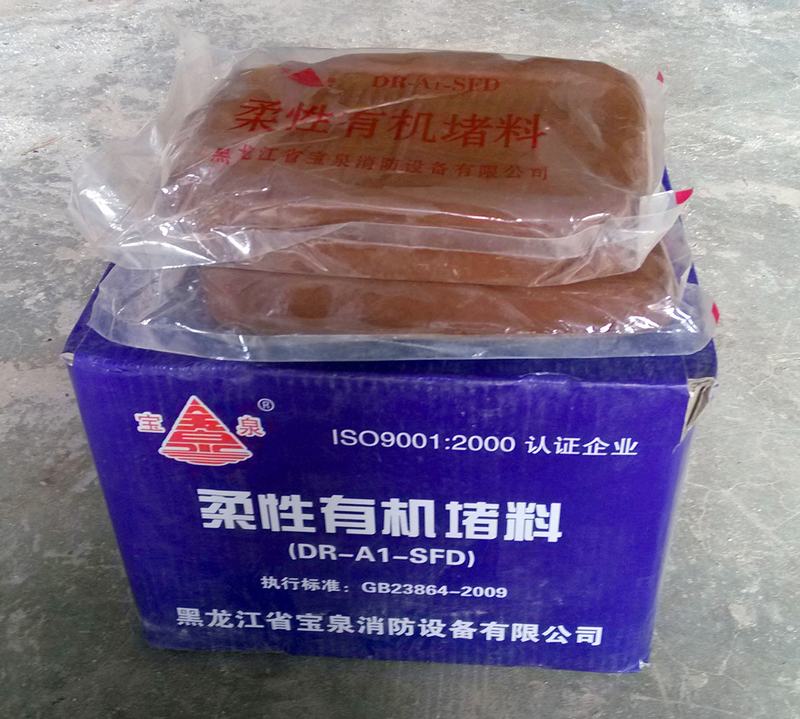 DR-A1-SFD
柔性有机堵料
黑龙江省宝泉消防设备有限公司
宝泉®
ISO9001:2000 认证企业
柔性有机堵料
(DR-A1-SFD)
执行标准：GB23864-2009
黑龙江省宝泉消防设备有限公司